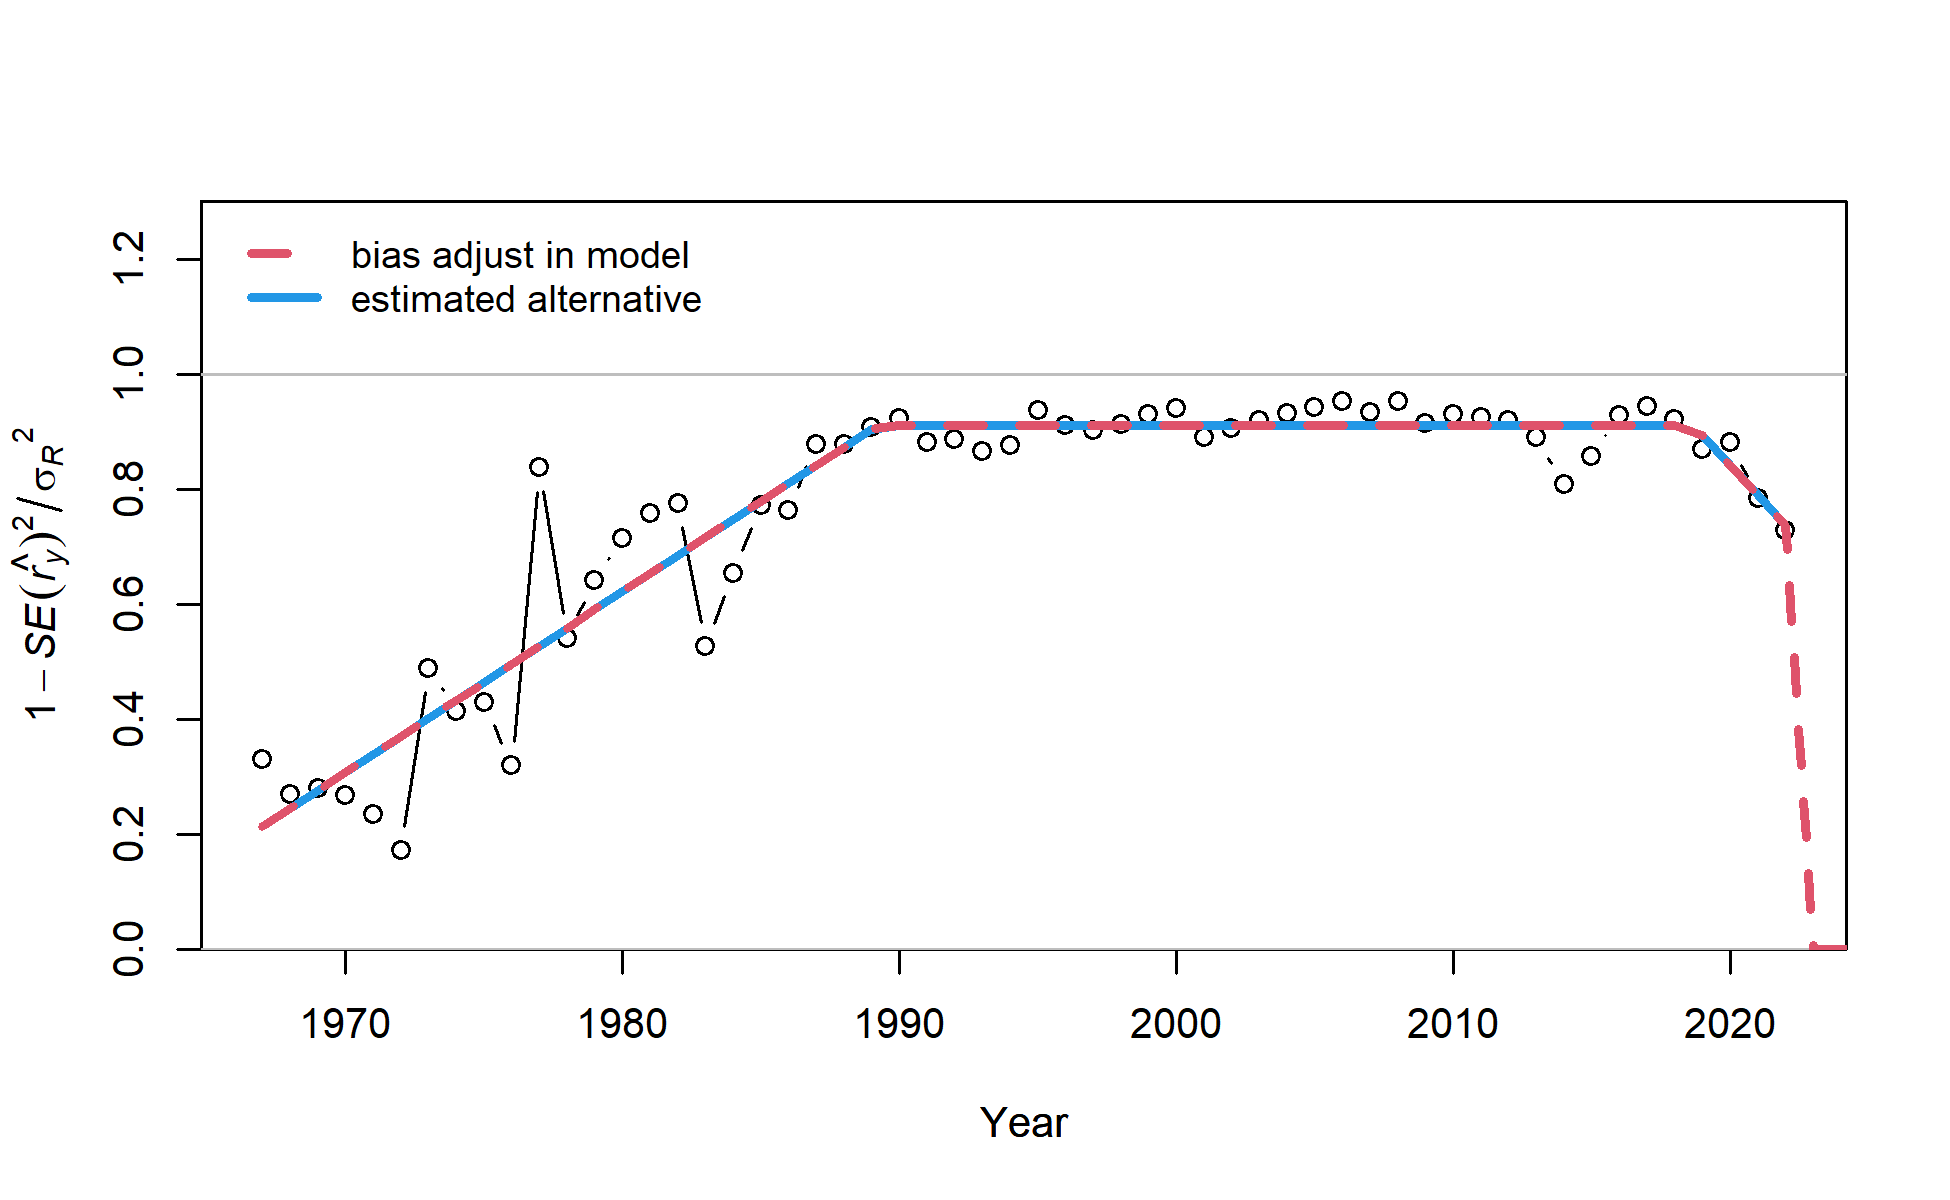 bias adjust in model
estimated alternative
1 − SE(r̂y)² / σR²
1.2
1.0
0.8
0.6
0.4
0.2
0.0
1970 1980 1990 2000 2010 2020
Year